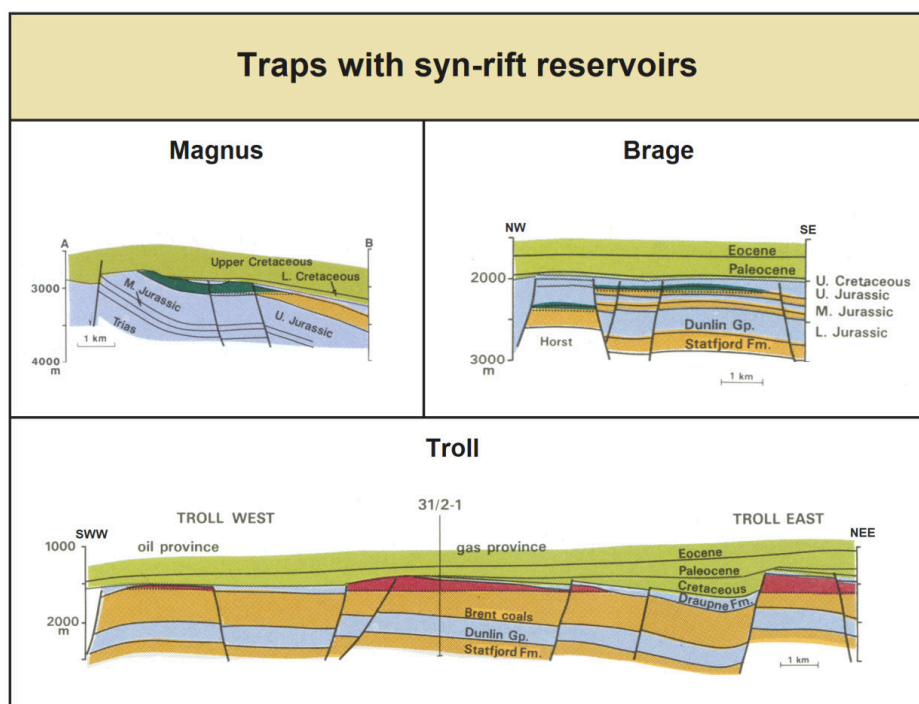 Traps with syn-rift reservoirs
Magnus
A
B
Upper Cretaceous
L. Cretaceous
3000
M. Jurassic
U. Jurassic
Trias
1 km
4000
m
Brage
NW
SE
Eocene
2000
Paleocene
U. Cretaceous
U. Jurassic
M. Jurassic
Dunlin Gp.
L. Jurassic
Horst
Statfjord Fm.
3000
m
1 km
Troll
31/2-1
TROLL WEST
TROLL EAST
SWW
NEE
oil province
gas province
1000
Eocene
Paleocene
Cretaceous
Draupne Fm.
Brent coals
2000
m
Dunlin Gp.
Statfjord Fm.
1 km